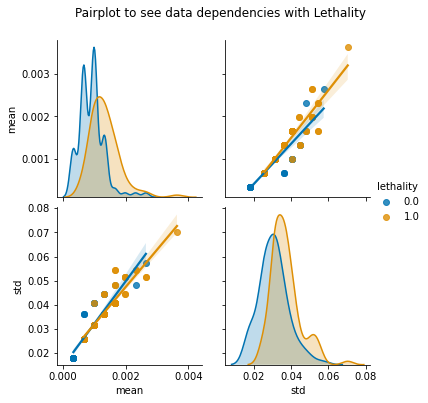 Pairplot to see data dependencies with Lethality
0.003
0.002
0.001
mean
lethality
0.0
1.0
0.08
0.07
0.06
0.05
0.04
0.03
0.02
std
0.000 0.002 0.004
0.02 0.04 0.06 0.08
mean
std